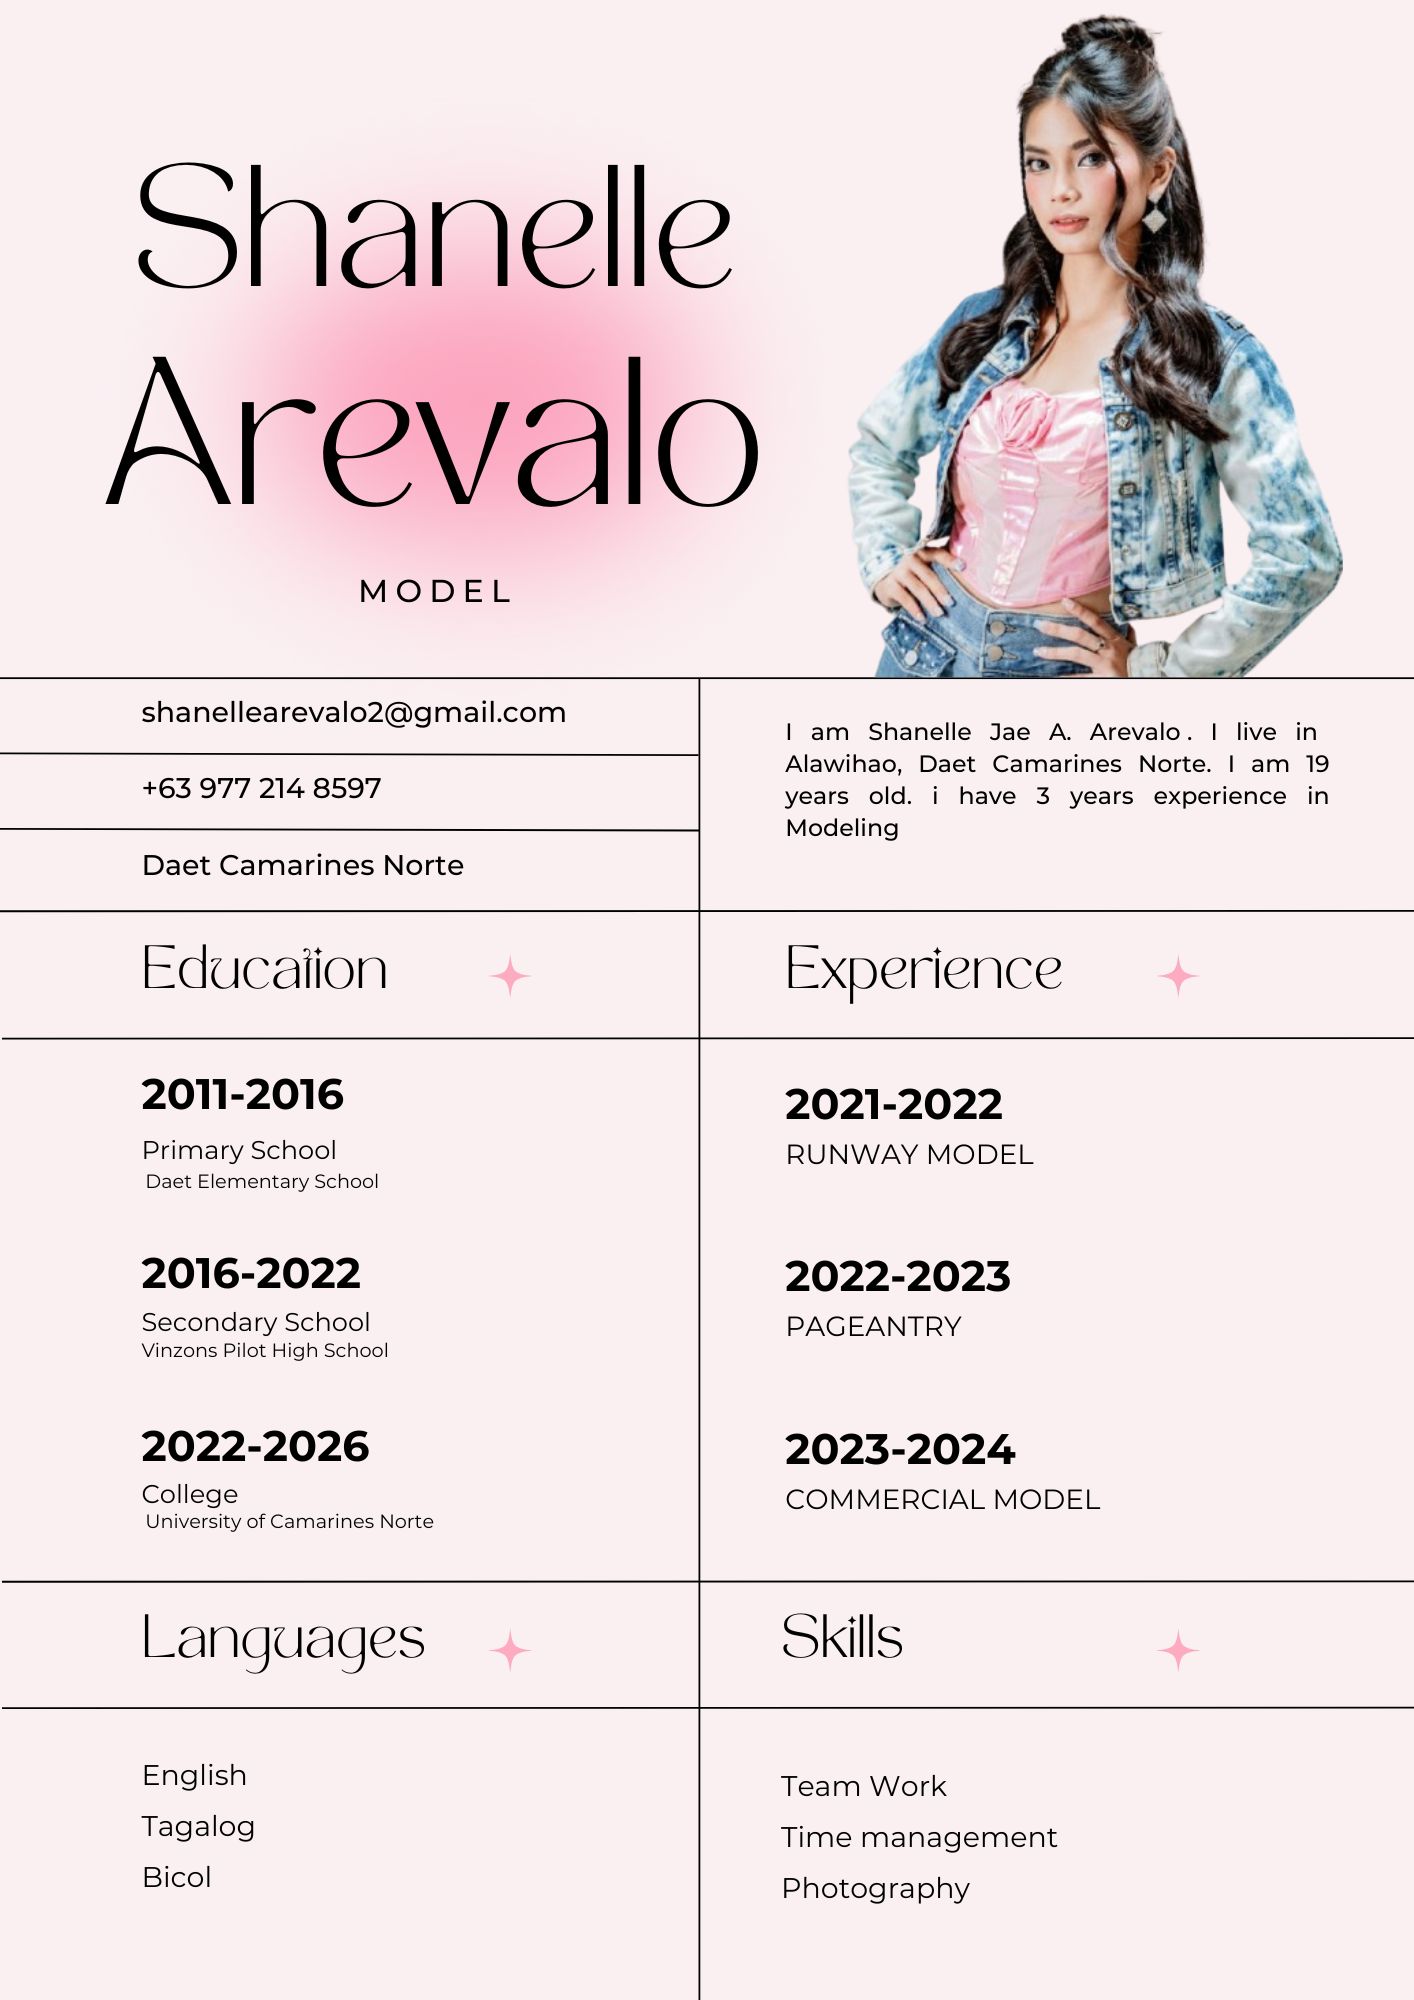 Shanelle
Arevalo
MODEL
shanellearevalo2@gmail.com
+63 977 214 8597
Daet Camarines Norte
I am Shanelle Jae A. Arevalo . I live in
Alawihao, Daet Camarines Norte. I am 19
years old. i have 3 years experience in
Modeling
Education
2011-2016
Primary School
Daet Elementary School
2016-2022
Secondary School
Vinzons Pilot High School
2022-2026
College
University of Camarines Norte
Experience
2021-2022
RUNWAY MODEL
2022-2023
PAGEANTRY
2023-2024
COMMERCIAL MODEL
Languages
English
Tagalog
Bicol
Skills
Team Work
Time management
Photography